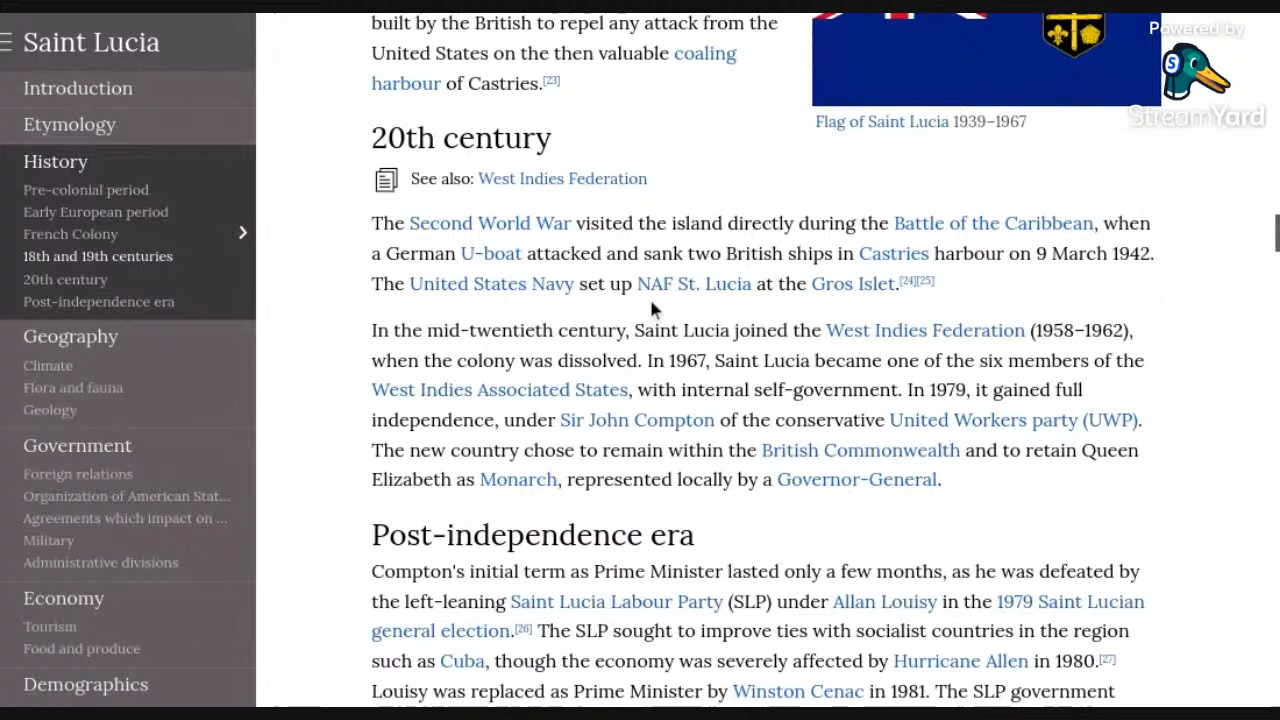 Saint Lucia
Introduction
Etymology
History
Pre-colonial period
Early European period
French Colony
18th and 19th centuries
20th century
Post-independence era
Geography
Climate
Flora and fauna
Geology
Government
Foreign relations
Organization of American Stat...
Agreements which impact on ...
Military
Administrative divisions
Economy
Tourism
Food and produce
Demographics
built by the British to repel any attack from the
United States on the then valuable coaling
harbour of Castries.[23]
Flag of Saint Lucia 1939–1967
Powered by
S
StreamYard
20th century
See also: West Indies Federation
The Second World War visited the island directly during the Battle of the Caribbean, when
a German U-boat attacked and sank two British ships in Castries harbour on 9 March 1942.
The United States Navy set up NAF St. Lucia at the Gros Islet.[24][25]
In the mid-twentieth century, Saint Lucia joined the West Indies Federation (1958–1962),
when the colony was dissolved. In 1967, Saint Lucia became one of the six members of the
West Indies Associated States, with internal self-government. In 1979, it gained full
independence, under Sir John Compton of the conservative United Workers party (UWP).
The new country chose to remain within the British Commonwealth and to retain Queen
Elizabeth as Monarch, represented locally by a Governor-General.
Post-independence era
Compton's initial term as Prime Minister lasted only a few months, as he was defeated by
the left-leaning Saint Lucia Labour Party (SLP) under Allan Louisy in the 1979 Saint Lucian
general election.[26] The SLP sought to improve ties with socialist countries in the region
such as Cuba, though the economy was severely affected by Hurricane Allen in 1980.[27]
Louisy was replaced as Prime Minister by Winston Cenac in 1981. The SLP government